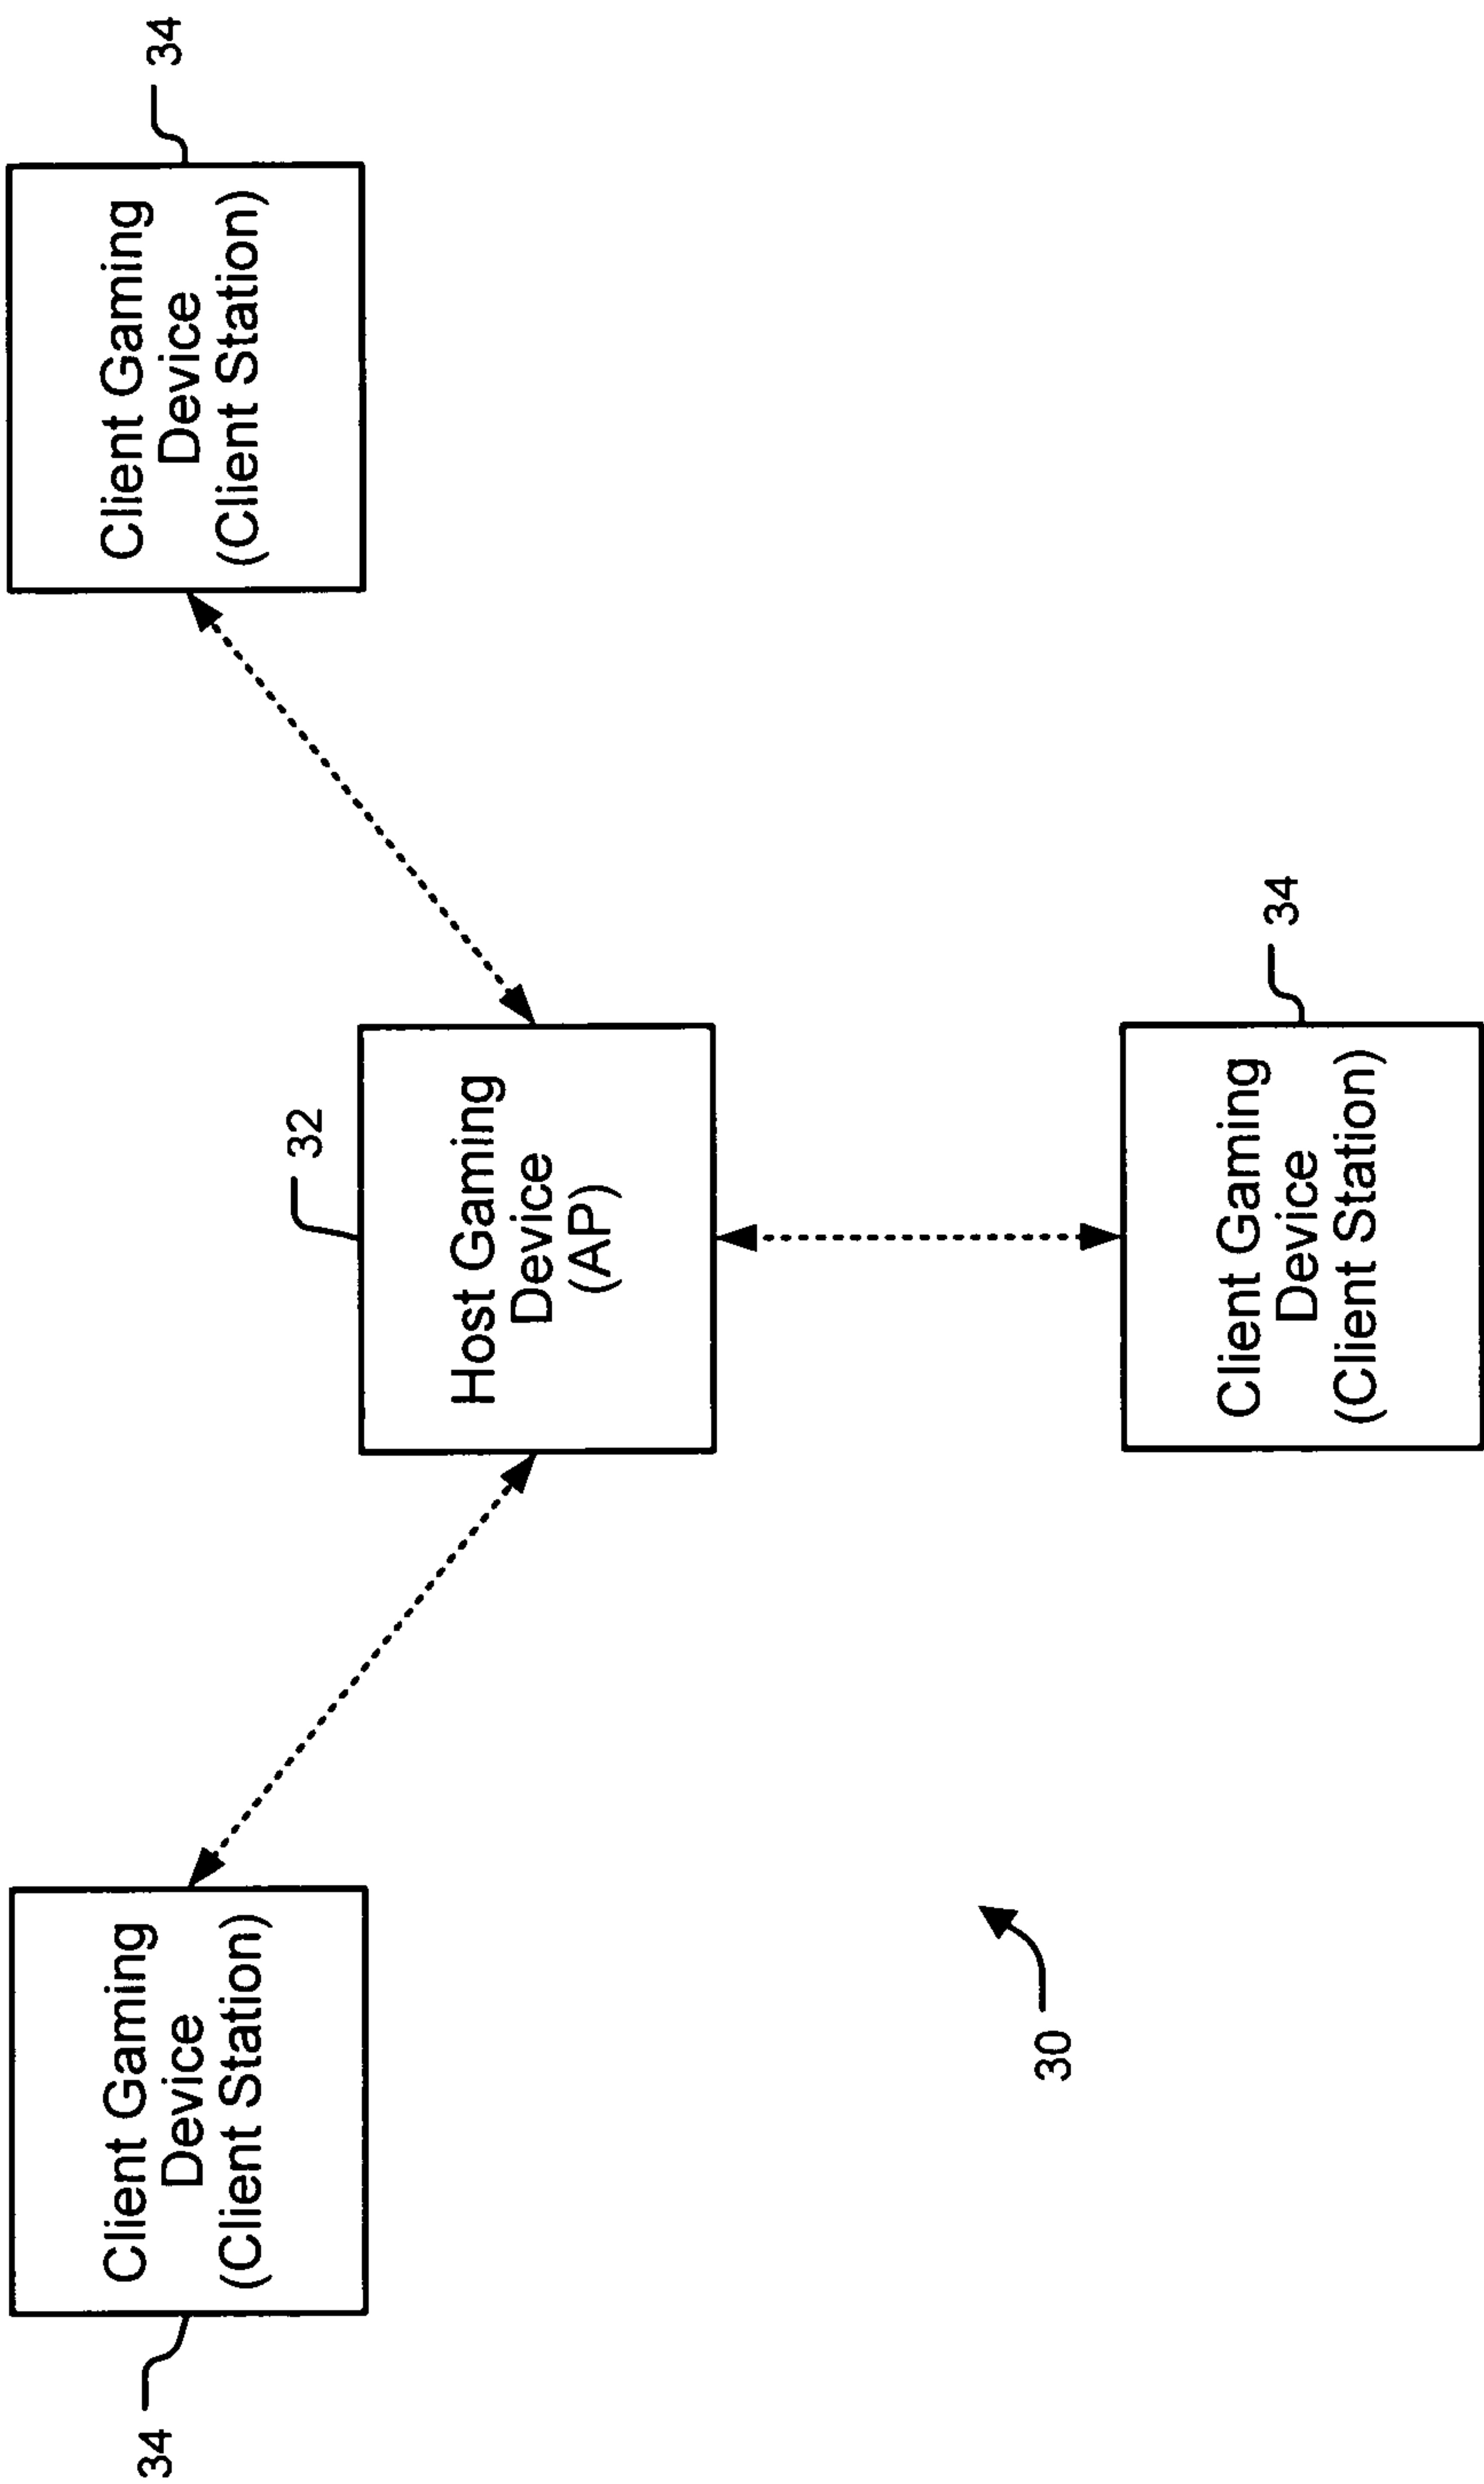 34
Client Gaming
Device
(Client Station)
32
Host Gaming
Device
(AP)
Client Gaming
Device
(Client Station)
34
Client Gaming
Device
(Client Station)
34
30